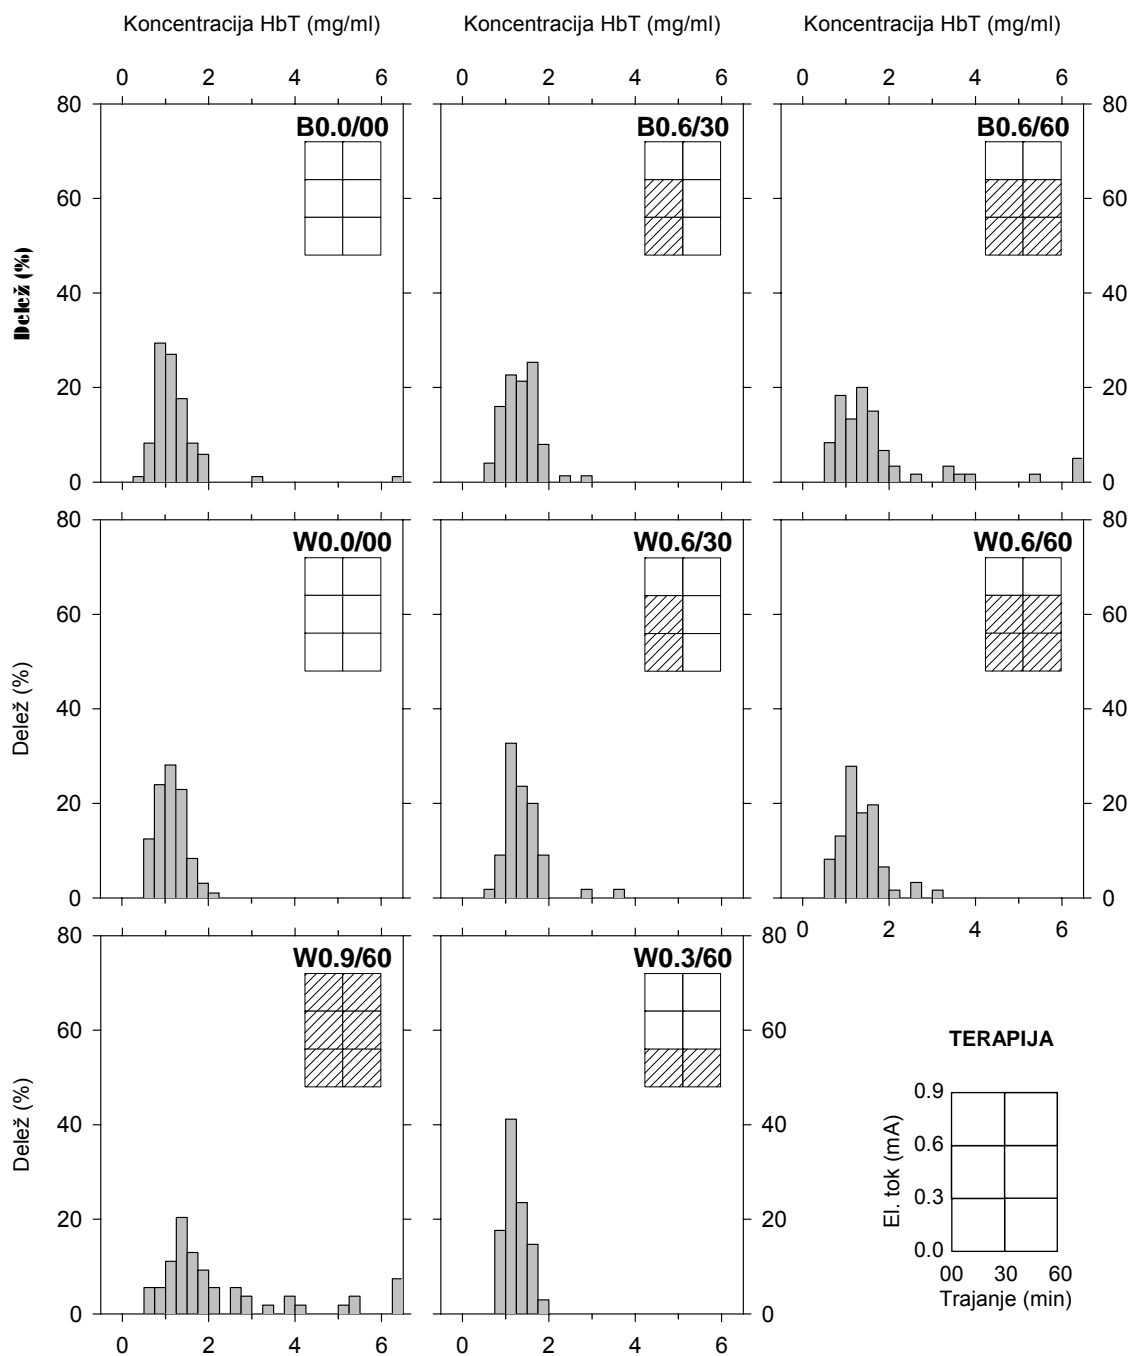 Koncentracija HbT (mg/ml) Koncentracija HbT (mg/ml) Koncentracija HbT (mg/ml)
0 2 4 6 0 2 4 6 0 2 4 6
80 B0.0/00 B0.6/30 B0.6/60 80
60 60
Delež (%)
40 40
20 20
0 0
80 W0.0/00 W0.6/30 W0.6/60 80
60 60
Delež (%)
40 40
20 20
0 0
0 2 4 6
80 W0.9/60 W0.3/60 80
60 60
Delež (%)
40 40
20 20
0 0
0 2 4 6 0 2 4 6
TERAPIJA
El. tok (mA)
0.9
0.6
0.3
0.0
00 30 60
Trajanje (min)